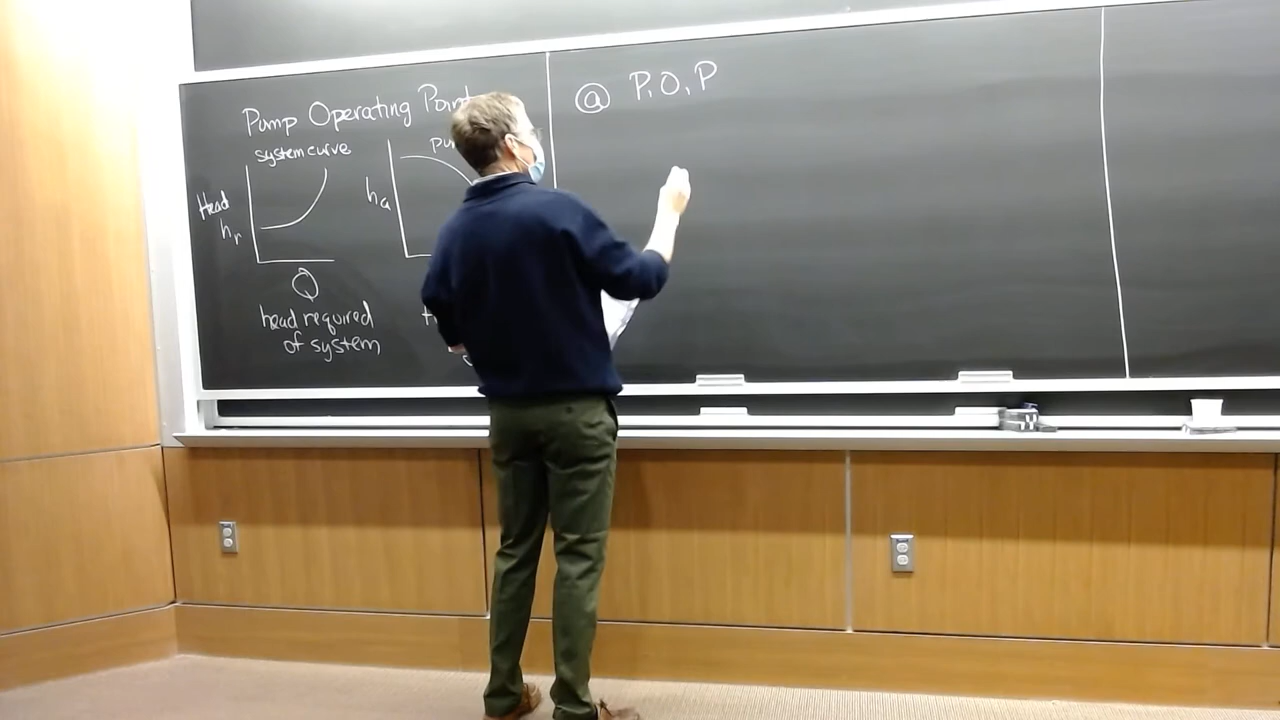 Pump Operating Point
system curve
Head
hr
Q
head required
of system
ha
@ P.O.P